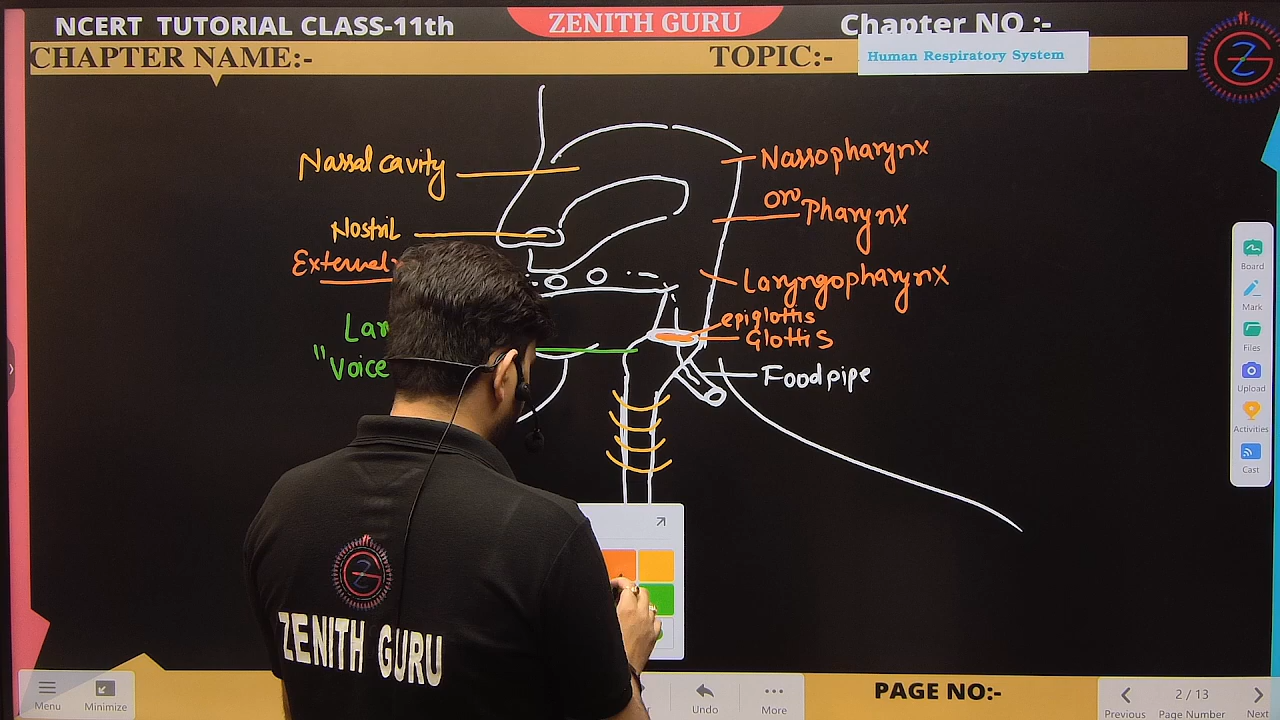 NCERT TUTORIAL CLASS-11th
ZENITH GURU
Chapter NO :-
CHAPTER NAME:-
TOPIC:-
Human Respiratory System
Nassal cavity
Nostril
External
"Voice
Nassopharynx
oro pharynx
Laryngopharynx
epiglottis
Glottis
Foodpipe
Board
Mark
Files
Upload
Activities
Cast
ZENITH GURU
Menu
Minimize
Undo
More
PAGE NO:-
Previous
2 / 13
Page Number
Next